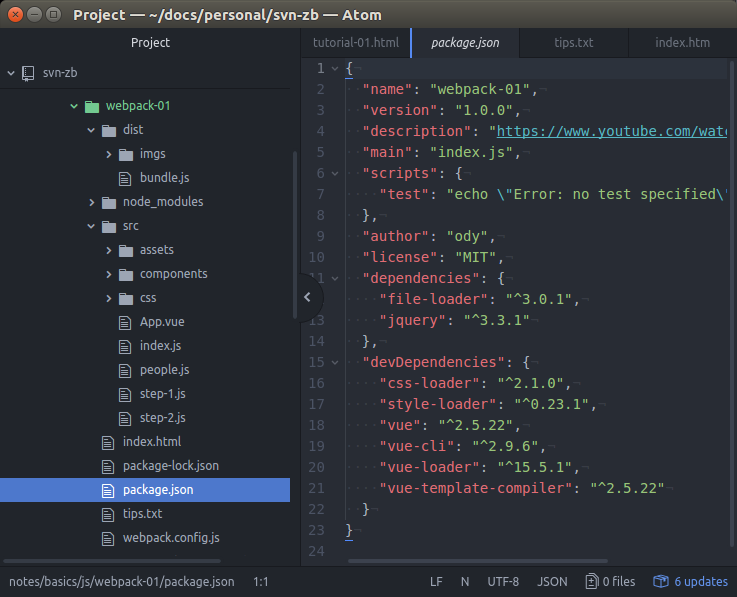 Project — ~/docs/personal/svn-zb — Atom
Project
svn-zb
webpack-01
dist
imgs
bundle.js
node_modules
src
assets
components
css
App.vue
index.js
people.js
step-1.js
step-2.js
index.html
package-lock.json
package.json
tips.txt
webpack.config.js
tutorial-01.html package.json tips.txt index.htm
1 {
2 "name": "webpack-01",
3 "version": "1.0.0",
4 "description": "https://www.youtube.com/wat
5 "main": "index.js",
6 "scripts": {
7 "test": "echo \"Error: no test specified\"
8 },
9 "author": "ody",
10 "license": "MIT",
11 "dependencies": {
"file-loader": "^3.0.1",
13 "jquery": "^3.3.1"
14 },
15 "devDependencies": {
16 "css-loader": "^2.1.0",
17 "style-loader": "^0.23.1",
18 "vue": "^2.5.22",
19 "vue-cli": "^2.9.6",
20 "vue-loader": "^15.5.1",
21 "vue-template-compiler": "^2.5.22"
22 }
23 }
24
notes/basics/js/webpack-01/package.json 1:1 LF N UTF-8 JSON 0 files 6 updates